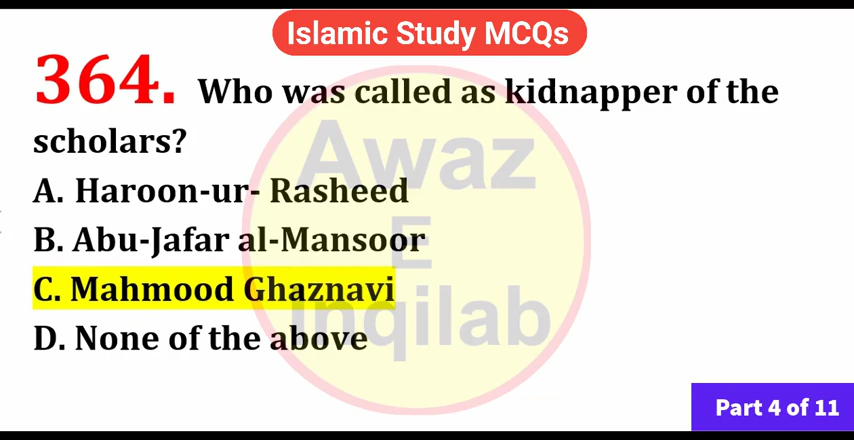 Islamic Study MCQs
364. Who was called as kidnapper of the
scholars?
A. Haroon-ur- Rasheed
B. Abu-Jafar al-Mansoor
C. Mahmood Ghaznavi
D. None of the above
Awaz
E
Inqilab
Part 4 of 11